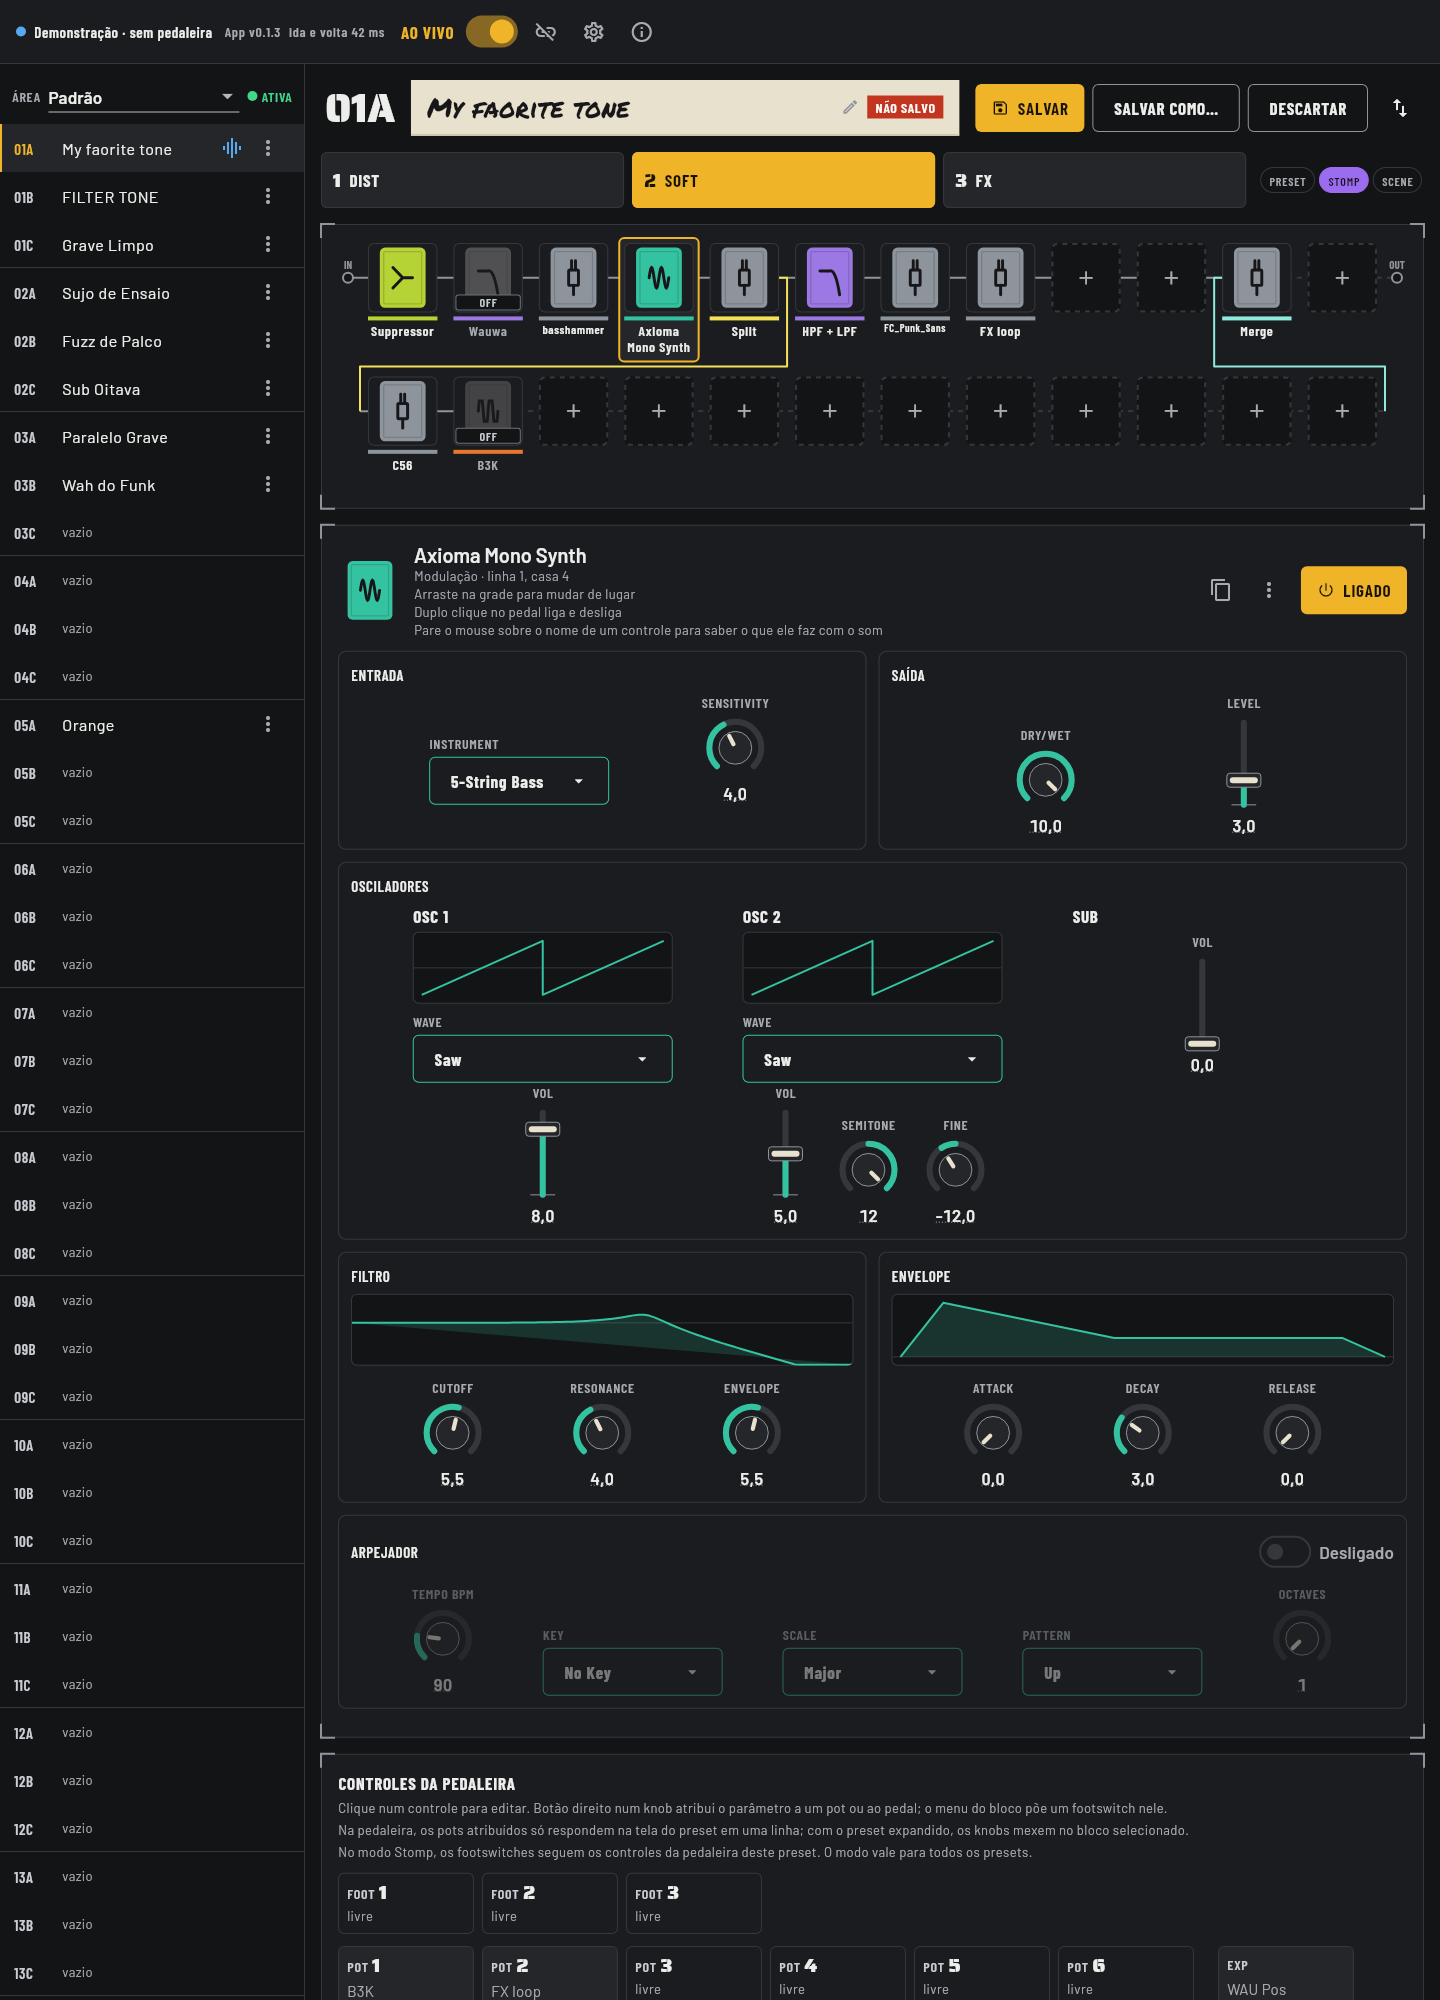 Demonstração · sem pedaleira App v0.1.3 Ida e volta 42 ms AO VIVO
ÁREA Padrão ATIVA
01A My faorite tone
01B FILTER TONE
01C Grave Limpo
02A Sujo de Ensaio
02B Fuzz de Palco
02C Sub Oitava
03A Paralelo Grave
03B Wah do Funk
03C vazio
04A vazio
04B vazio
04C vazio
05A Orange
05B vazio
05C vazio
06A vazio
06B vazio
06C vazio
07A vazio
07B vazio
07C vazio
08A vazio
08B vazio
08C vazio
09A vazio
09B vazio
09C vazio
10A vazio
10B vazio
10C vazio
11A vazio
11B vazio
11C vazio
12A vazio
12B vazio
12C vazio
13A vazio
13B vazio
13C vazio
01A My faorite tone NÃO SALVO SALVAR SALVAR COMO... DESCARTAR
1 DIST 2 SOFT 3 FX PRESET STOMP SCENE
IN OUT
OFF
Suppressor Wauwa basshammer Axioma Mono Synth Split HPF + LPF FC_Punk_Sans FX loop Merge
OFF
C56 B3K
Axioma Mono Synth
Modulação · linha 1, casa 4
Arraste na grade para mudar de lugar
Duplo clique no pedal liga e desliga
Pare o mouse sobre o nome de um controle para saber o que ele faz com o som
LIGADO
ENTRADA
INSTRUMENT SENSITIVITY
5-String Bass
4,0
SAÍDA
DRY/WET LEVEL
10,0 3,0
OSCILADORES
OSC 1 OSC 2 SUB
WAVE WAVE VOL
Saw Saw 0,0
VOL VOL SEMITONE FINE
8,0 5,0 12 -12,0
FILTRO
CUTOFF RESONANCE ENVELOPE
5,5 4,0 5,5
ENVELOPE
ATTACK DECAY RELEASE
0,0 3,0 0,0
ARPEJADOR Desligado
TEMPO BPM KEY SCALE PATTERN OCTAVES
90 No Key Major Up 1
CONTROLES DA PEDALEIRA
Clique num controle para editar. Botão direito num knob atribui o parâmetro a um pot ou ao pedal; o menu do bloco põe um footswitch nele.
Na pedaleira, os pots atribuídos só respondem na tela do preset em uma linha; com o preset expandido, os knobs mexem no bloco selecionado.
No modo Stomp, os footswitches seguem os controles da pedaleira deste preset. O modo vale para todos os presets.
FOOT 1 FOOT 2 FOOT 3
livre livre livre
POT 1 POT 2 POT 3 POT 4 POT 5 POT 6 EXP
B3K FX loop livre livre livre livre WAU Pos